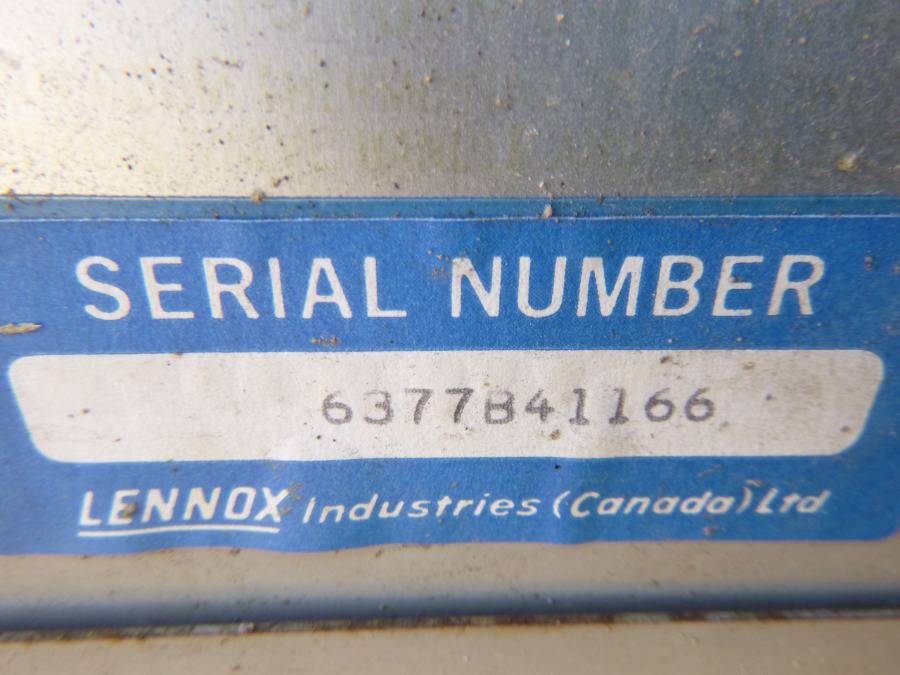 SERIAL NUMBER
6377B41166
LENNOX Industries (Canada) Ltd